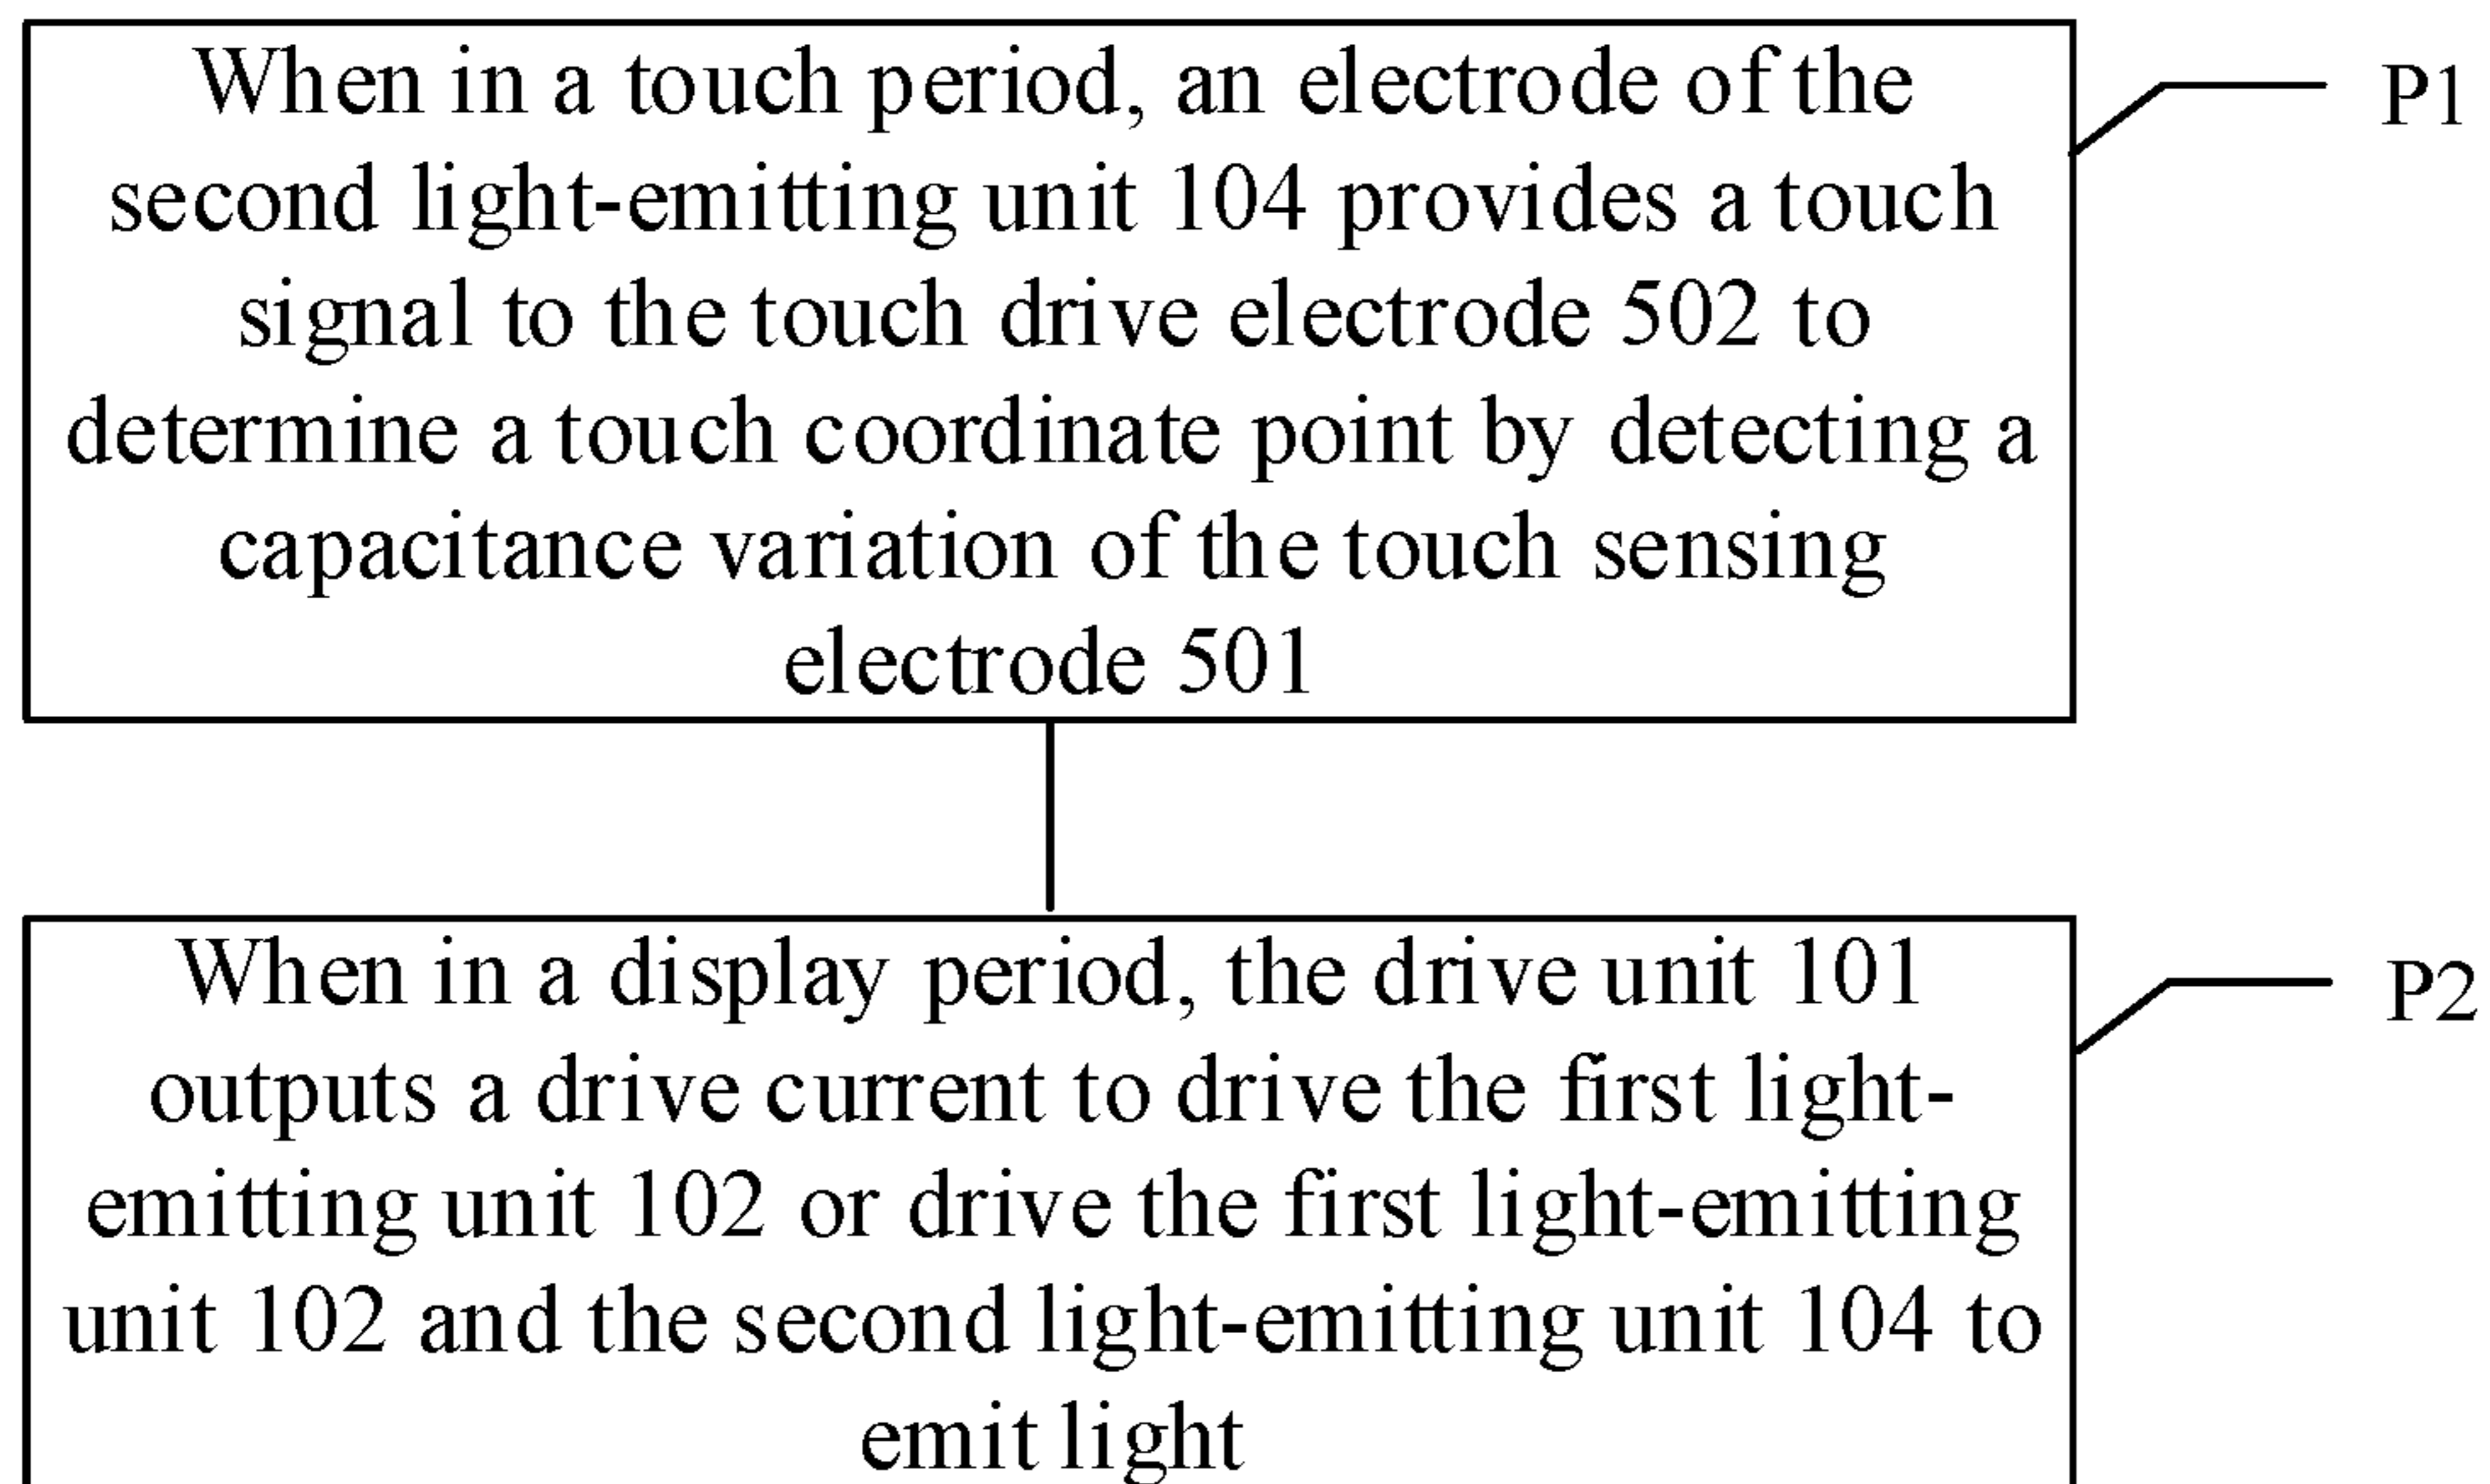 When in a touch period, an electrode of the
second light-emitting unit 104 provides a touch
signal to the touch drive electrode 502 to
determine a touch coordinate point by detecting a
capacitance variation of the touch sensing
electrode 501
P1
When in a display period, the drive unit 101
outputs a drive current to drive the first light-
emitting unit 102 or drive the first light-emitting
unit 102 and the second light-emitting unit 104 to
emit light
P2